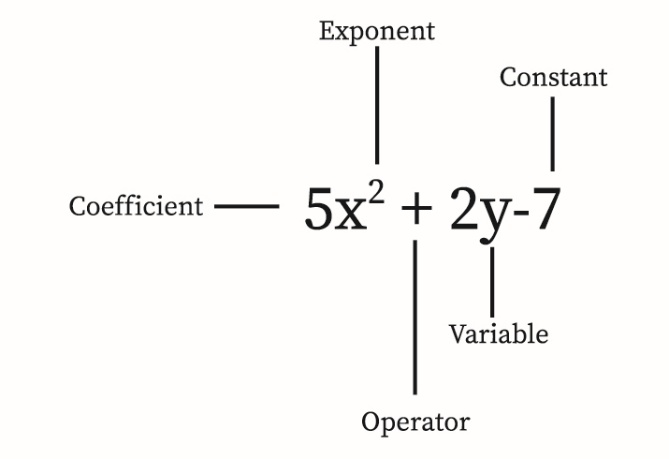 Exponent
Constant
Coefficient
5x² + 2y-7
Variable
Operator